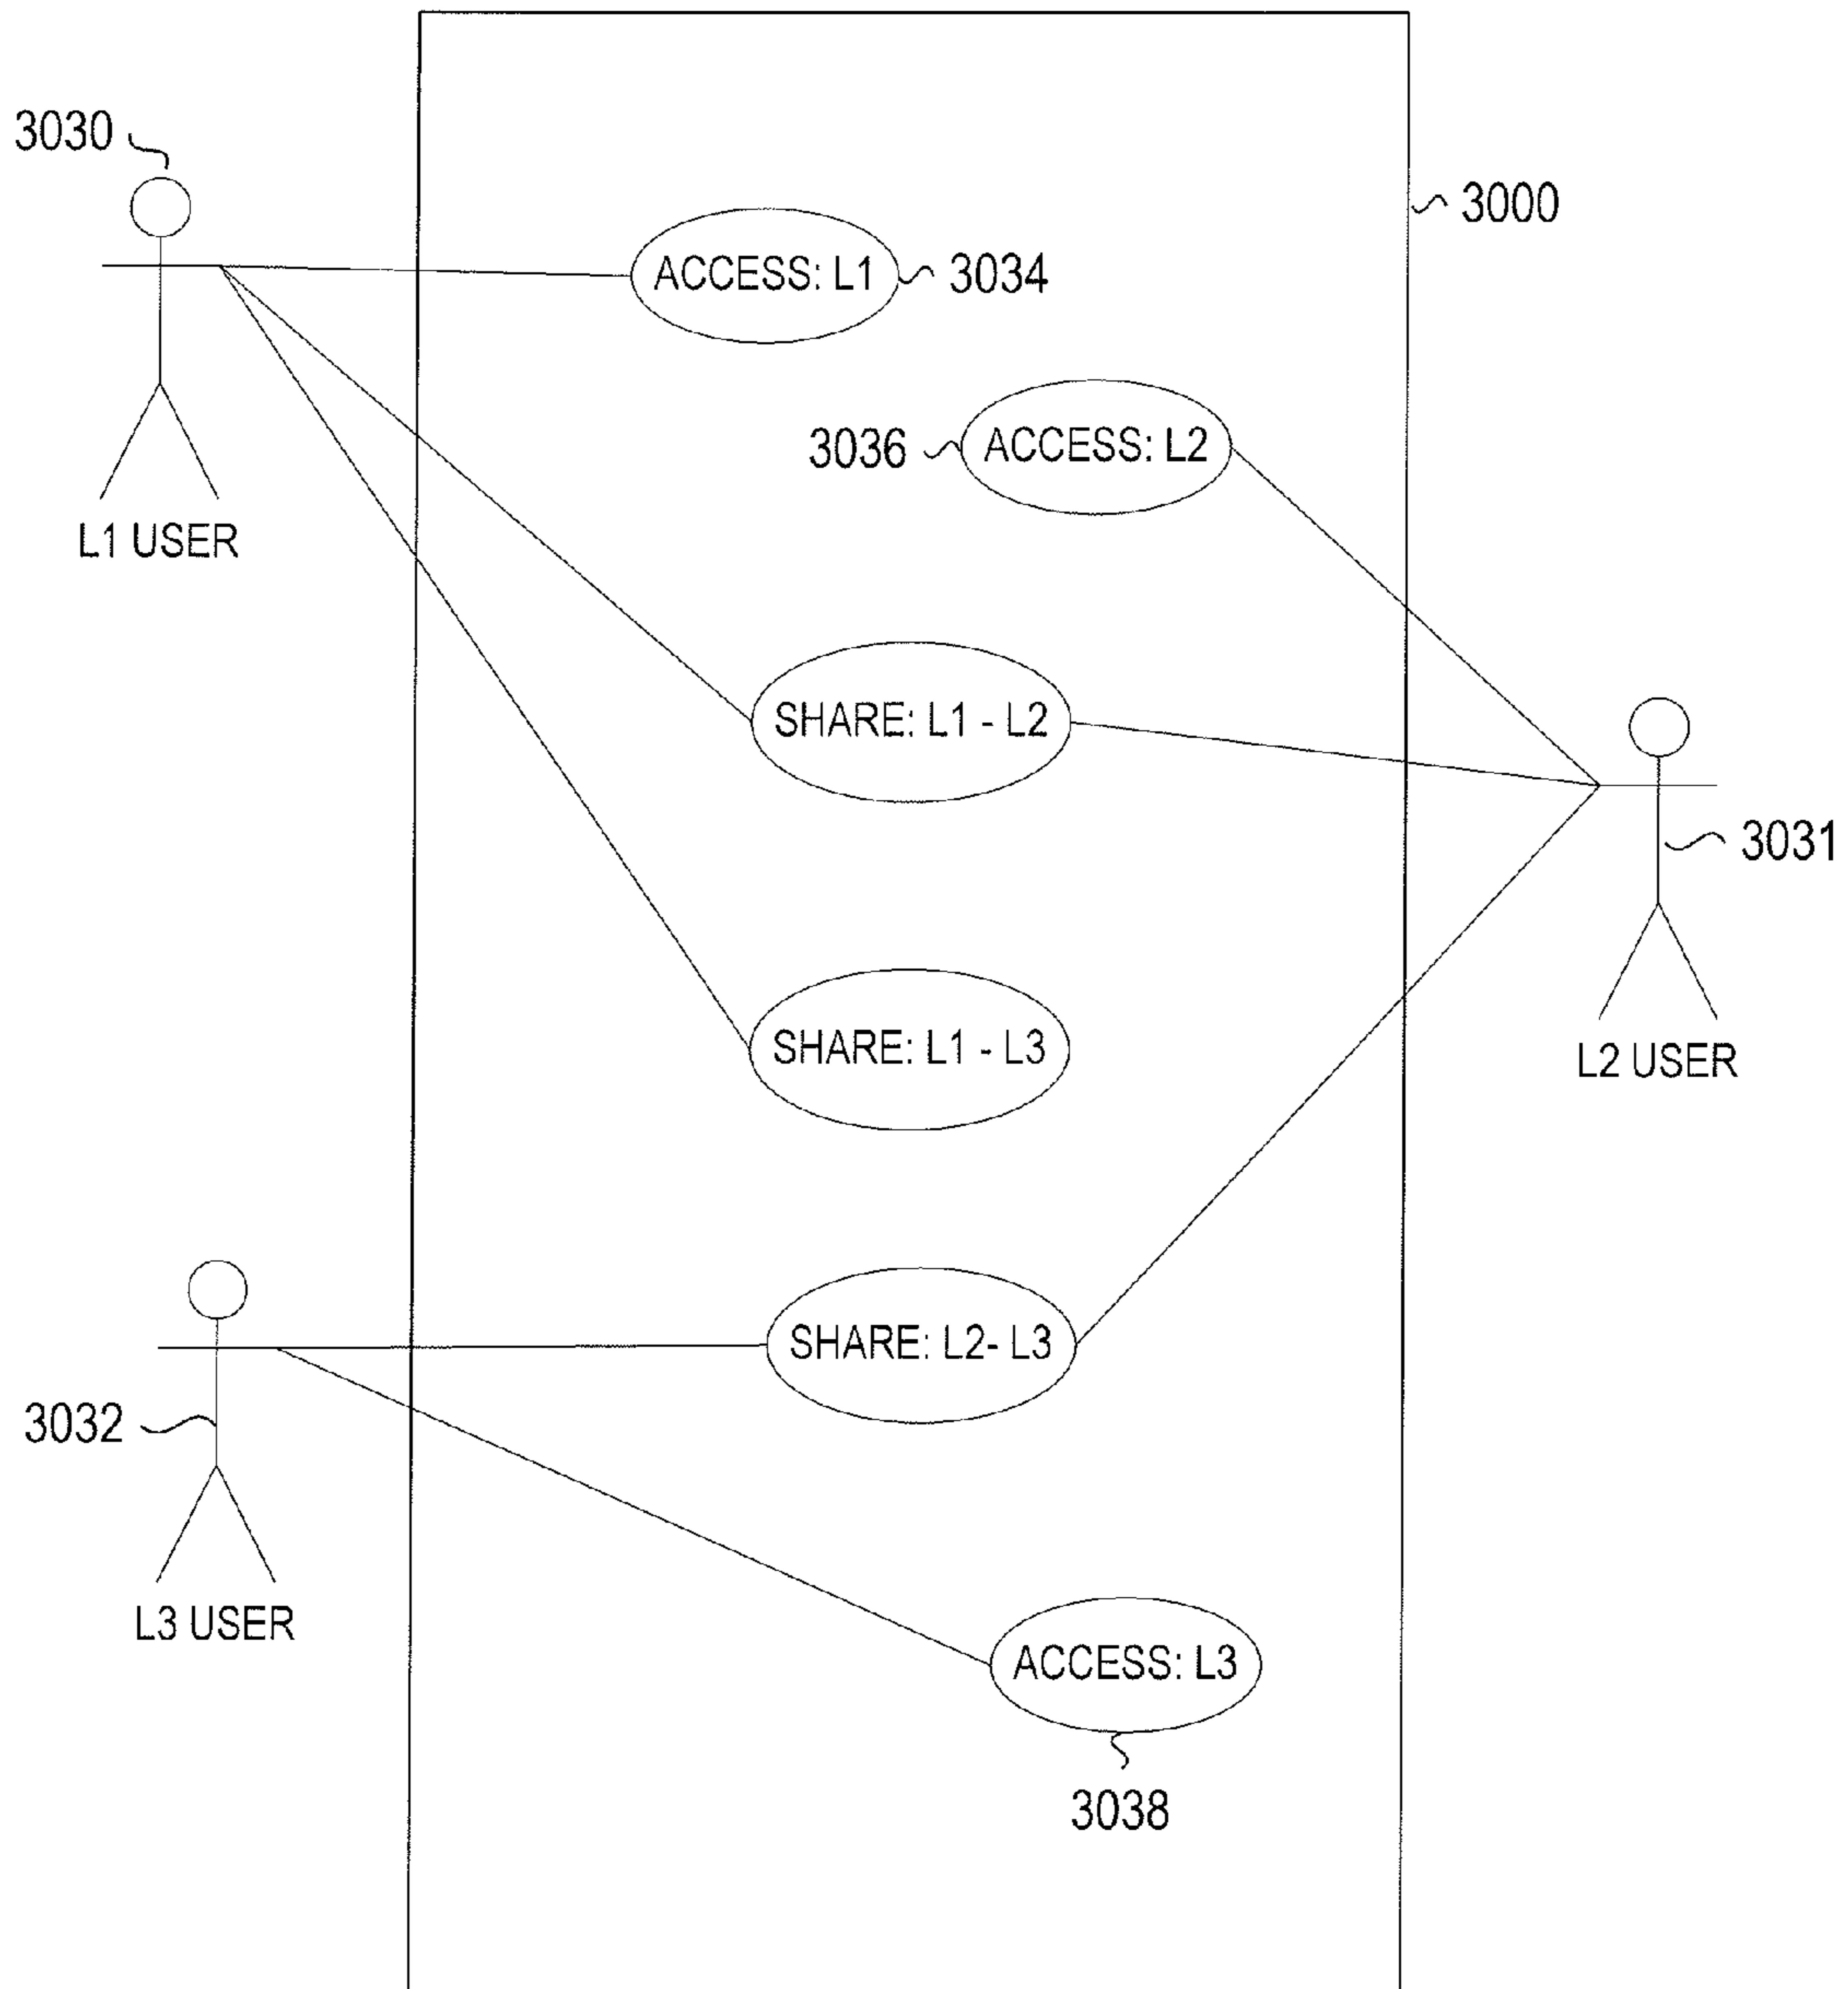 3030
3000
ACCESS: L1
3034
3036
ACCESS: L2
L1 USER
SHARE: L1 - L2
3031
SHARE: L1 - L3
L2 USER
SHARE: L2- L3
3032
L3 USER
ACCESS: L3
3038